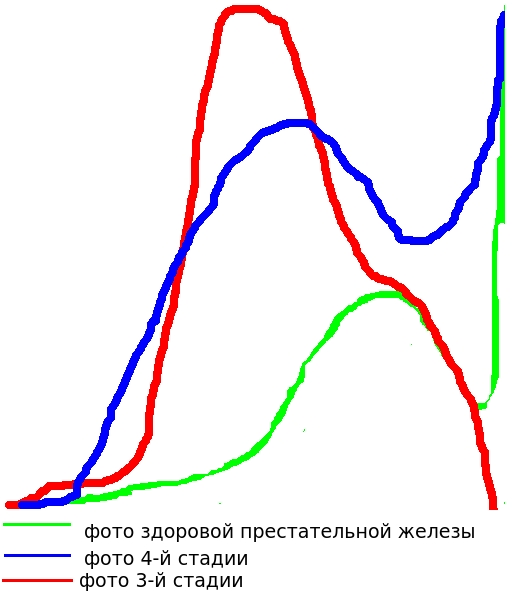 фото здоровой престательной железы
фото 4-й стадии
фото 3-й стадии